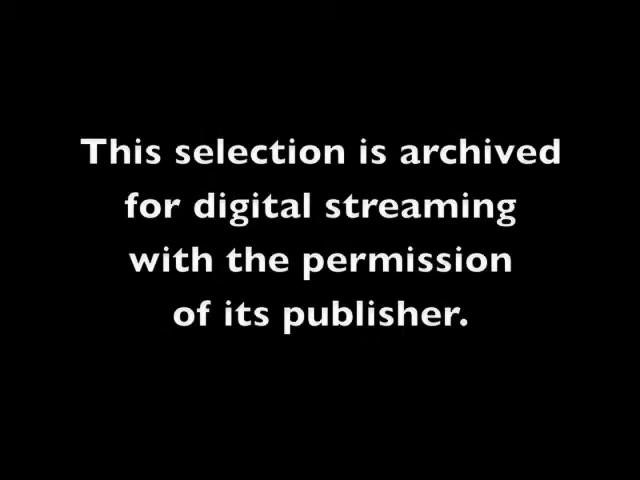 This selection is archived
for digital streaming
with the permission
of its publisher.